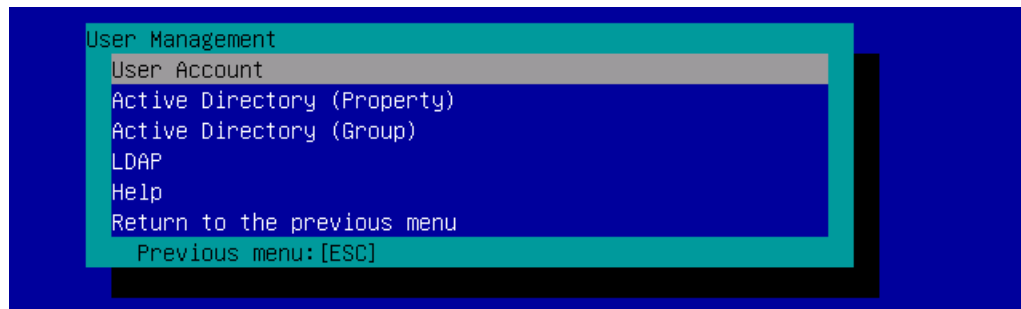 User Management
User Account
Active Directory (Property)
Active Directory (Group)
LDAP
Help
Return to the previous menu
Previous menu:[ESC]